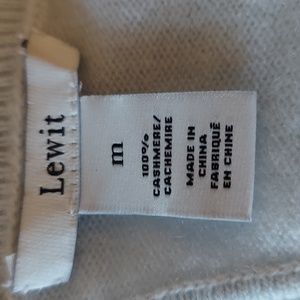 Lewit
m
100%
CASHMERE/
CACHEMIRE
MADE IN
CHINA
FABRIQUÉ
EN CHINE